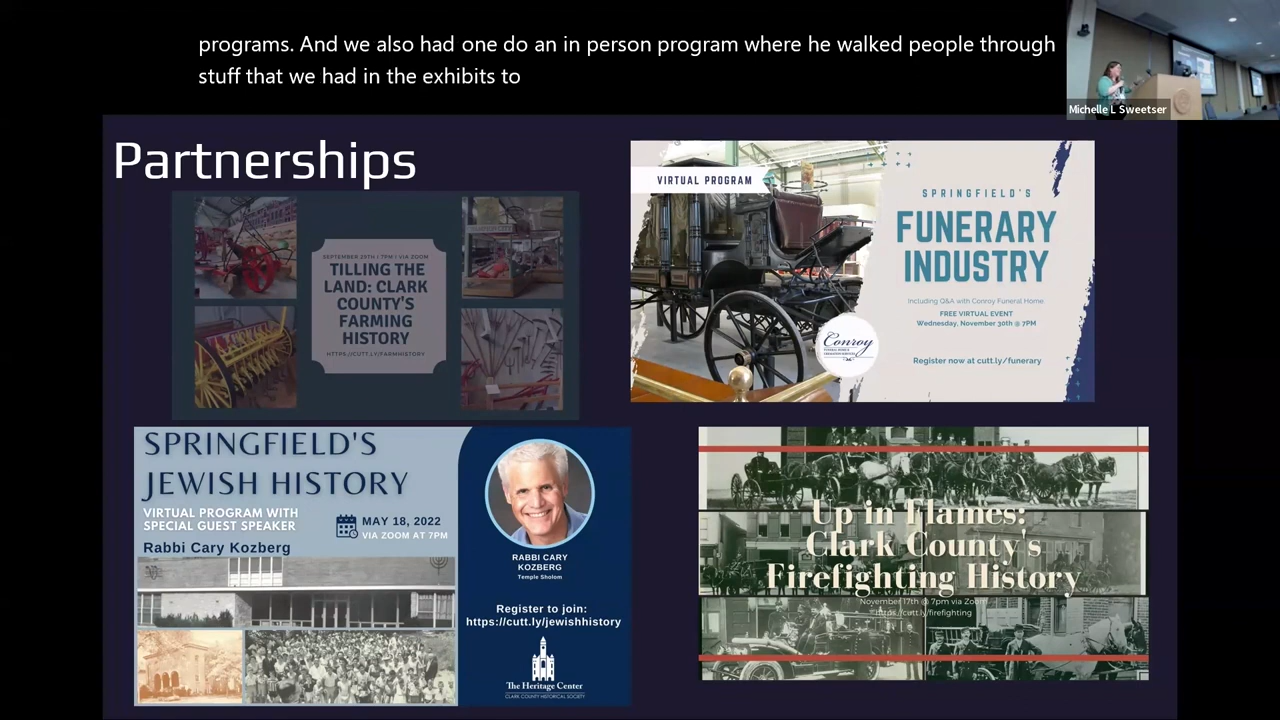 programs. And we also had one do an in person program where he walked people through
stuff that we had in the exhibits to
Michelle L Sweetser
Partnerships
SEPTEMBER 29TH I 7PM I VIA ZOOM
TILLING THE
LAND: CLARK
COUNTY'S
FARMING
HISTORY
HTTPS://CUTT.LY/FARMHISTORY
VIRTUAL PROGRAM
SPRINGFIELD'S
FUNERARY
INDUSTRY
Including Q&A with Conroy Funeral Home
FREE VIRTUAL EVENT
Wednesday, November 30th @ 7PM
Register now at cutt.ly/funerary
Conroy
SPRINGFIELD'S
JEWISH HISTORY
VIRTUAL PROGRAM WITH
SPECIAL GUEST SPEAKER
Rabbi Cary Kozberg
MAY 18, 2022
VIA ZOOM AT 7PM
RABBI CARY
KOZBERG
Temple Sholom
Register to join:
https://cutt.ly/jewishhistory
The Heritage Center
CLARK COUNTY HISTORICAL SOCIETY
Up in Flames:
Clark County's
Firefighting History
November 17th @ 7pm via Zoom
https://cutt.ly/firefighting